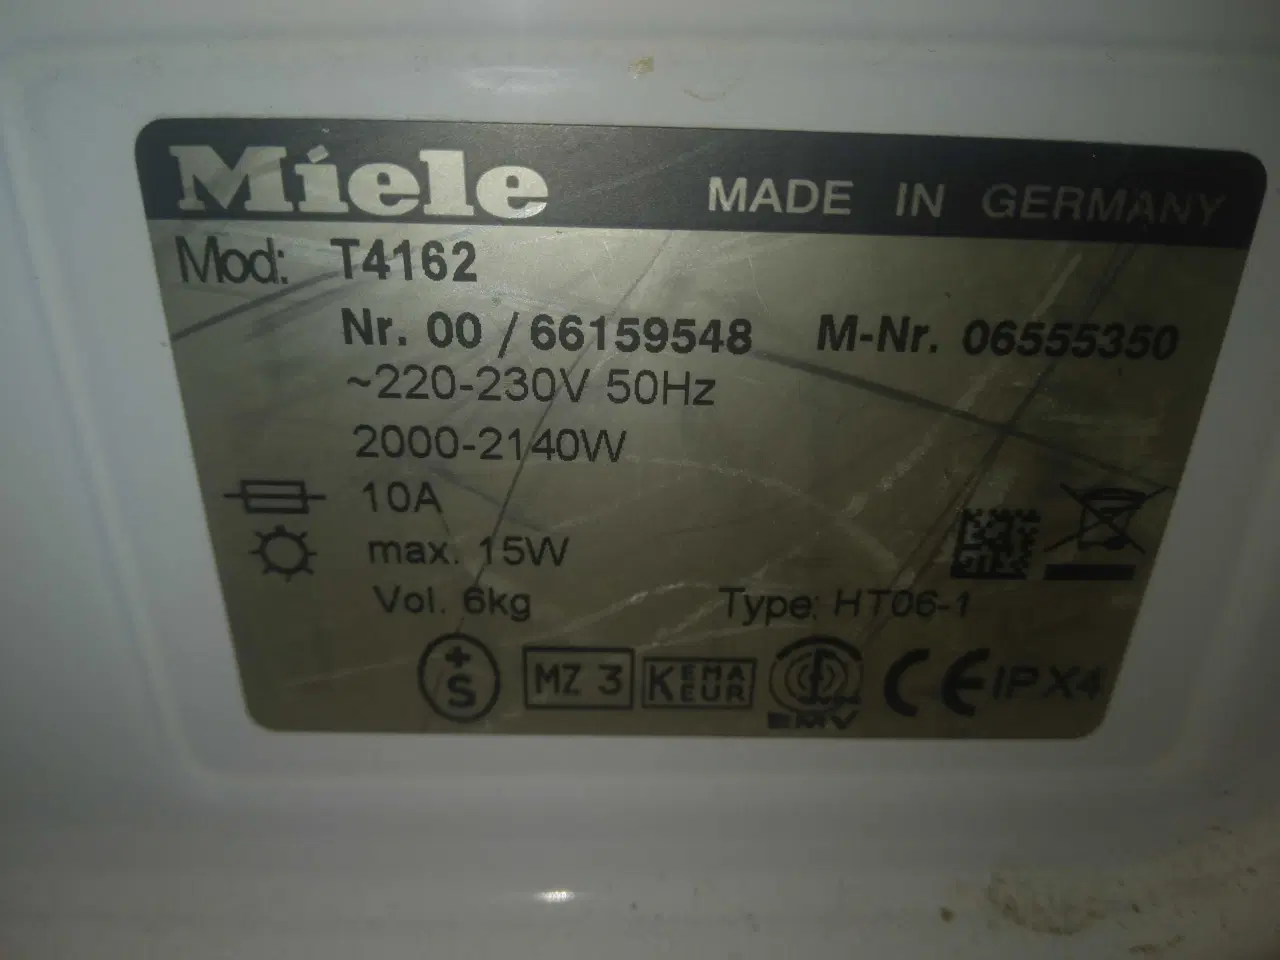 Miele MADE IN GERMANY
Mod: T4162
Nr. 00 / 66159548 M-Nr. 06555350
~220-230V 50Hz
2000-2140W
10A
max. 15W
Vol. 6kg Type: HT06-1
+S MZ 3 KEMA EUR EMV CE IPX4